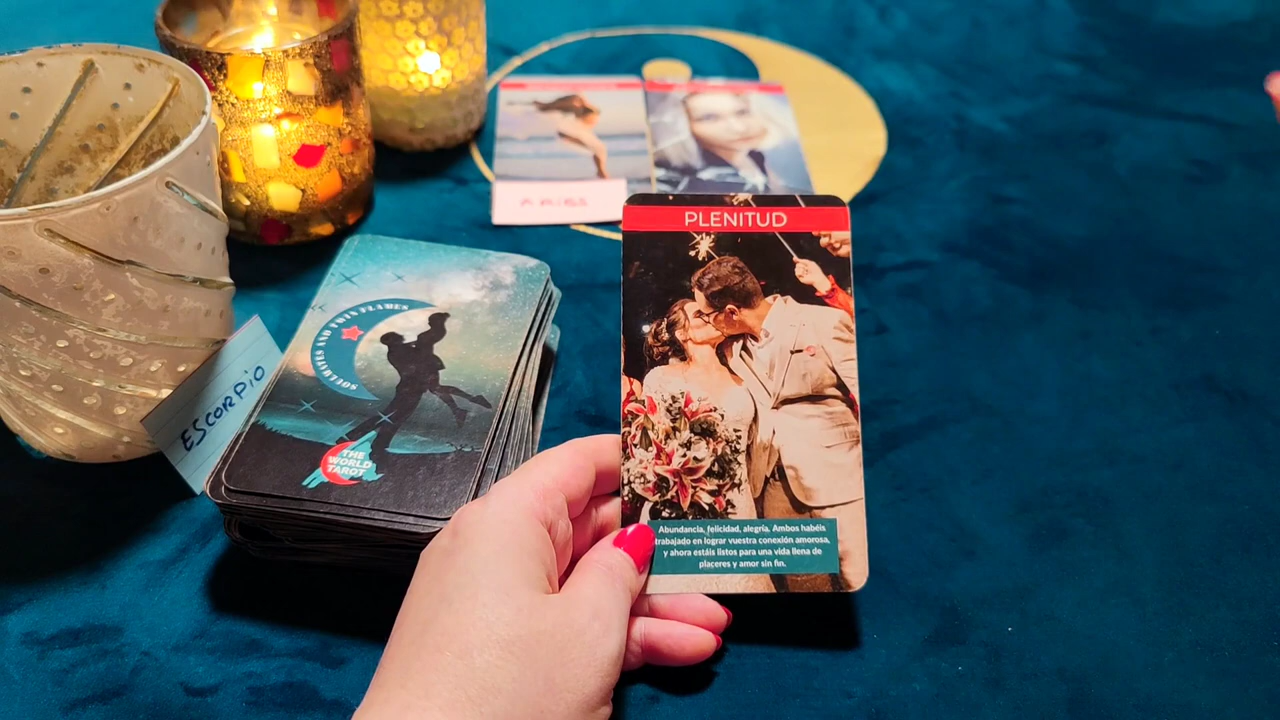 ARIES
PLENITUD
SOULMATES AND TWIN FLAMES
ESCORPIO
THE
WORLD
TAROT
Abundancia, felicidad, alegría. Ambos habéis
trabajado en lograr vuestra conexión amorosa,
y ahora estáis listos para una vida llena de
placeres y amor sin fin.